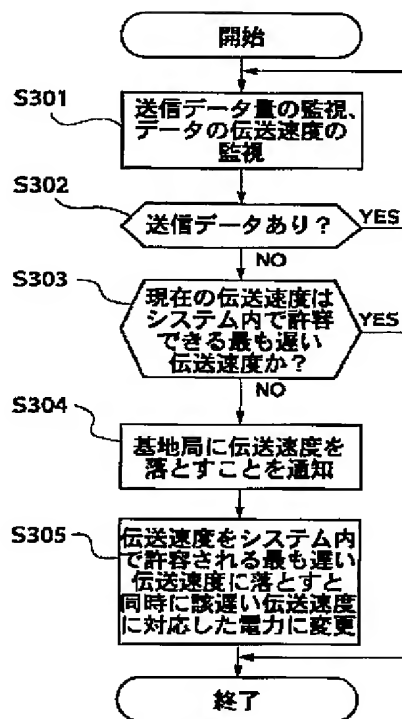 開始
S301
送信データ量の監視、
データの伝送速度の
監視
S302
送信データあり？
YES
NO
S303
現在の伝送速度は
システム内で許容
できる最も遅い
伝送速度か？
YES
NO
S304
基地局に伝送速度を
落とすことを通知
S305
伝送速度をシステム内
で許容される最も遅い
伝送速度に落とすと
同時に該遅い伝送速度
に対応した電力に変更
終了